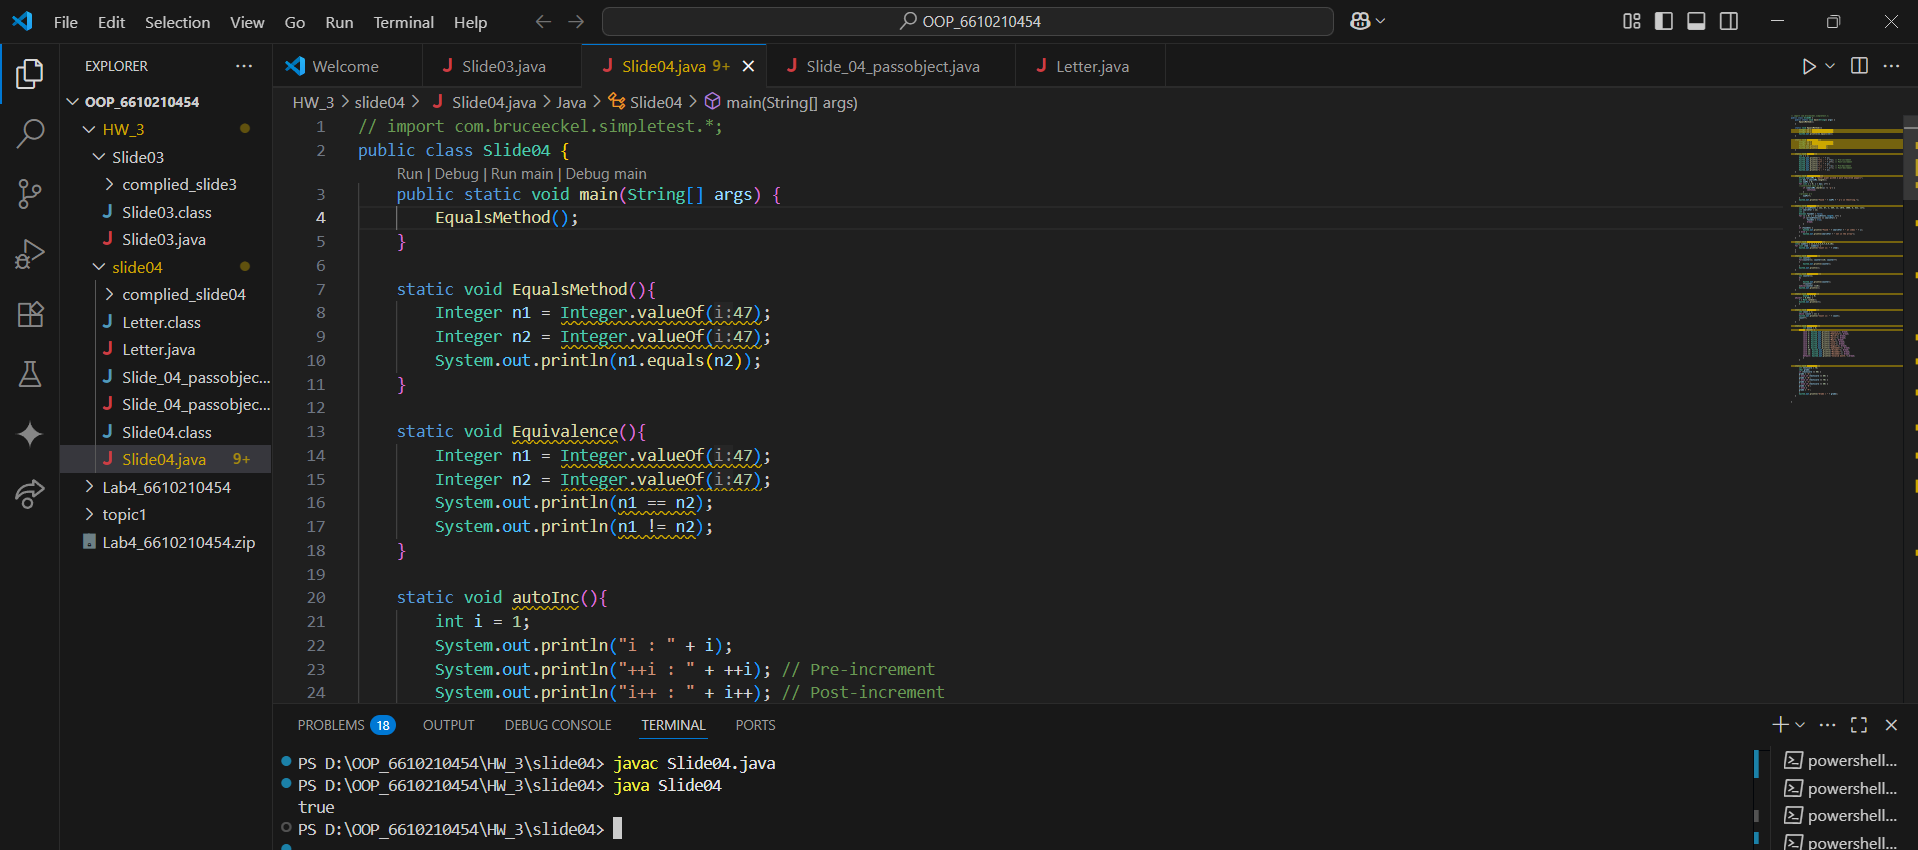 File Edit Selection View Go Run Terminal Help
OOP_6610210454
EXPLORER
OOP_6610210454
HW_3
Slide03
complied_slide3
Slide03.class
Slide03.java
slide04
complied_slide04
Letter.class
Letter.java
Slide_04_passobjec...
Slide_04_passobjec...
Slide04.class
Slide04.java 9+
Lab4_6610210454
topic1
Lab4_6610210454.zip
Welcome
Slide03.java
Slide04.java 9+
Slide_04_passobject.java
Letter.java
HW_3 > slide04 > Slide04.java > Java > Slide04 > main(String[] args)
1 // import com.bruceeckel.simpletest.*;
2 public class Slide04 {
Run | Debug | Run main | Debug main
3 public static void main(String[] args) {
4 EqualsMethod();
5 }
6
7 static void EqualsMethod(){
8 Integer n1 = Integer.valueOf(i:47);
9 Integer n2 = Integer.valueOf(i:47);
10 System.out.println(n1.equals(n2));
11 }
12
13 static void Equivalence(){
14 Integer n1 = Integer.valueOf(i:47);
15 Integer n2 = Integer.valueOf(i:47);
16 System.out.println(n1 == n2);
17 System.out.println(n1 != n2);
18 }
19
20 static void autoInc(){
21 int i = 1;
22 System.out.println("i : " + i);
23 System.out.println("++i : " + ++i); // Pre-increment
24 System.out.println("i++ : " + i++); // Post-increment
PROBLEMS 18 OUTPUT DEBUG CONSOLE TERMINAL PORTS
PS D:\OOP_6610210454\HW_3\slide04> javac Slide04.java
PS D:\OOP_6610210454\HW_3\slide04> java Slide04
true
PS D:\OOP_6610210454\HW_3\slide04>
powershell...
powershell...
powershell...
powershell...